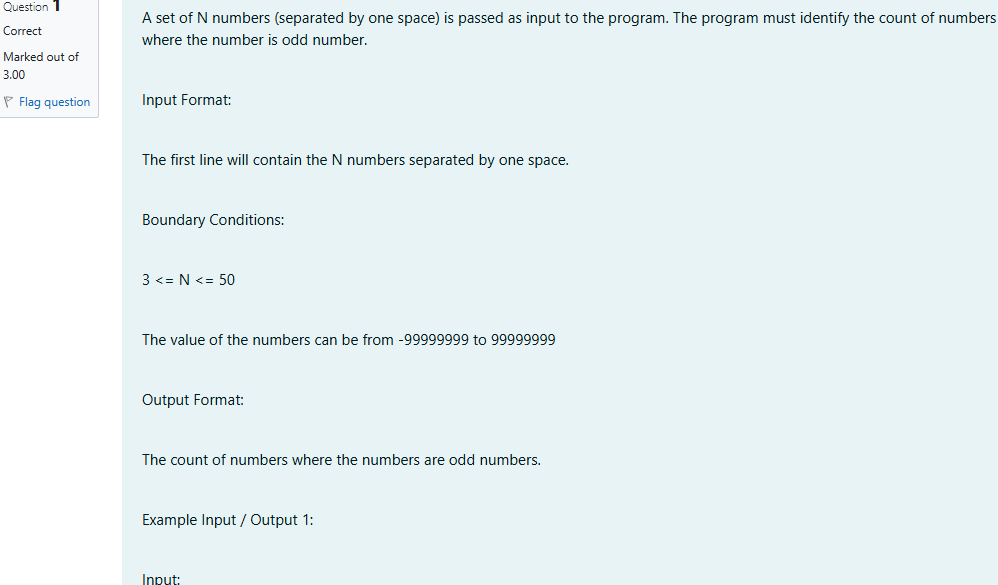 Question 1
Correct
Marked out of
3.00
Flag question
A set of N numbers (separated by one space) is passed as input to the program. The program must identify the count of numbers
where the number is odd number.
Input Format:
The first line will contain the N numbers separated by one space.
Boundary Conditions:
3 <= N <= 50
The value of the numbers can be from -99999999 to 99999999
Output Format:
The count of numbers where the numbers are odd numbers.
Example Input / Output 1:
Input: